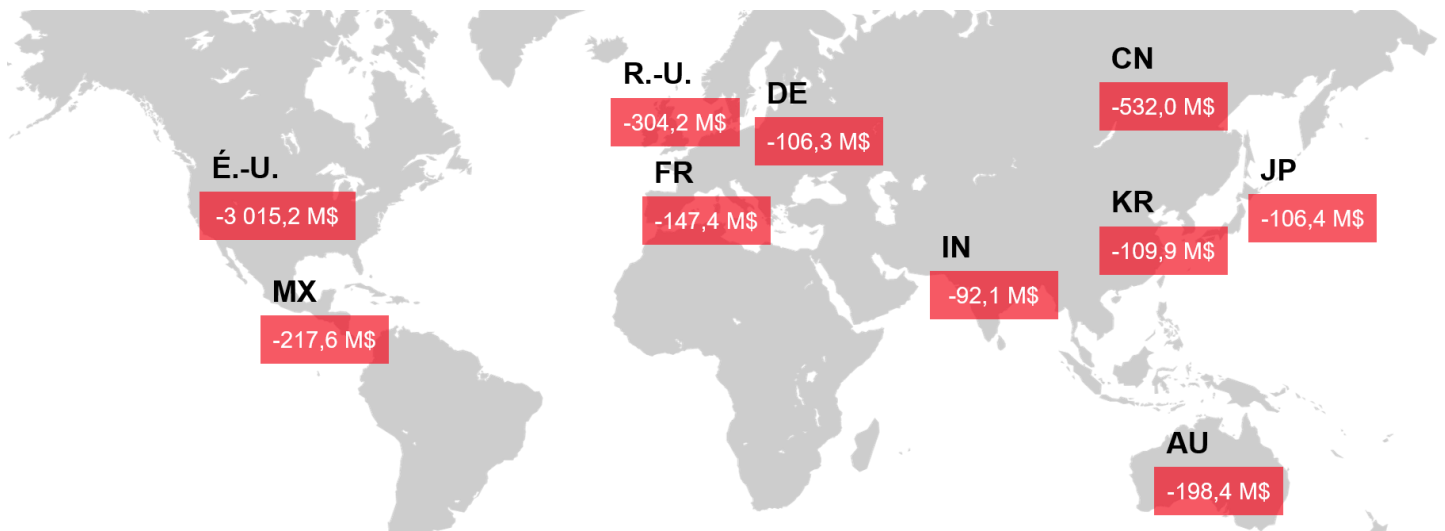 R.-U.
-304,2 M$
DE
-106,3 M$
CN
-532,0 M$
É.-U.
-3 015,2 M$
FR
-147,4 M$
KR
-109,9 M$
JP
-106,4 M$
IN
-92,1 M$
MX
-217,6 M$
AU
-198,4 M$